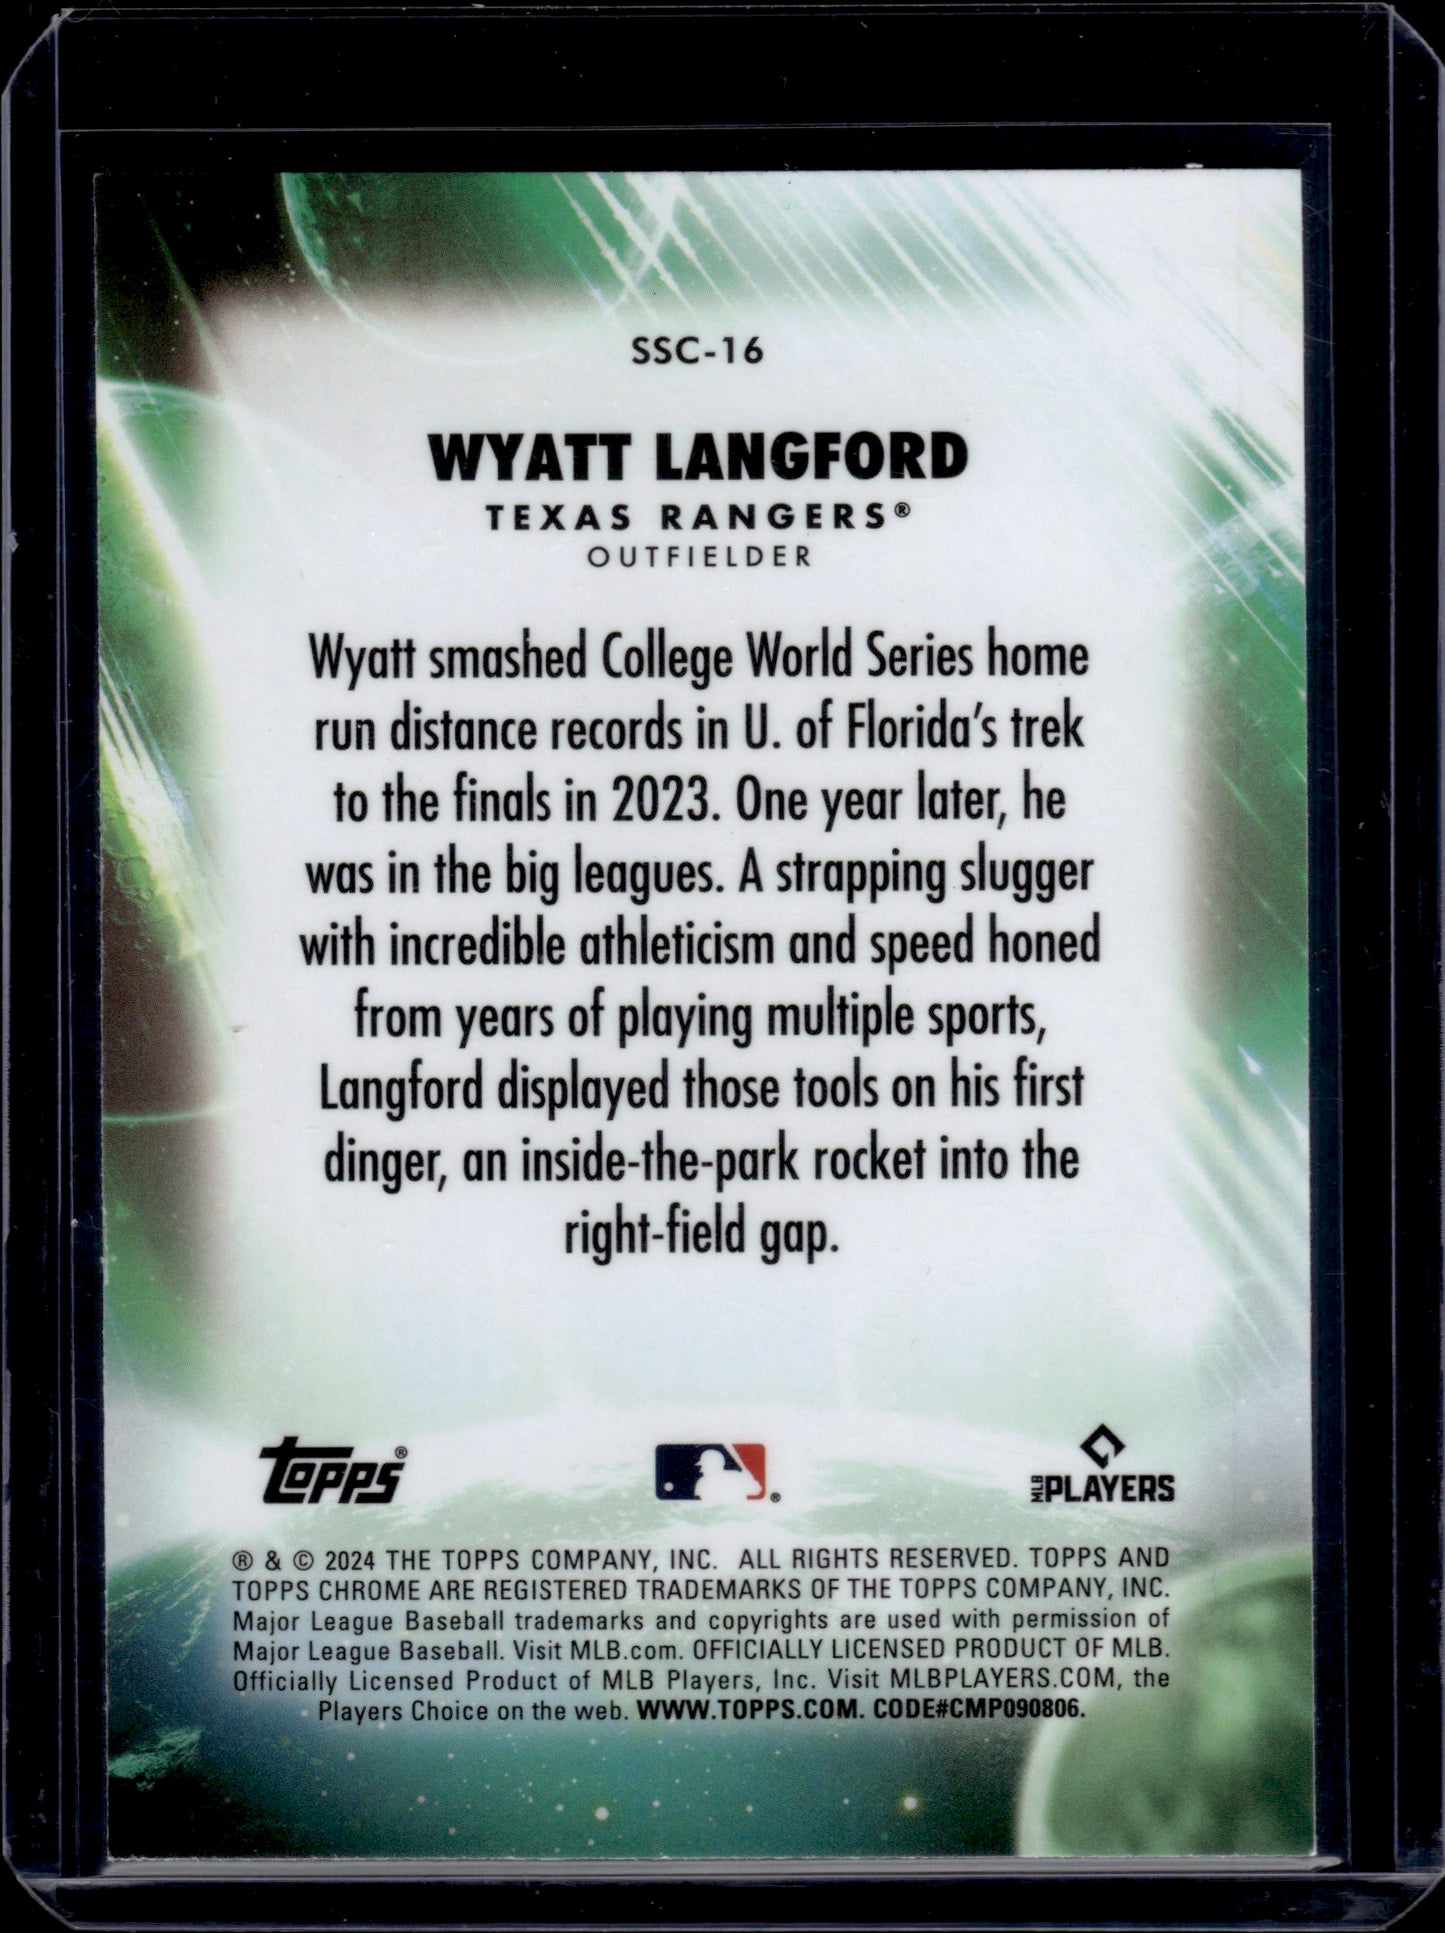 SSC-16
WYATT LANGFORD
TEXAS RANGERS®
OUTFIELDER
Wyatt smashed College World Series home
run distance records in U. of Florida's trek
to the finals in 2023. One year later, he
was in the big leagues. A strapping slugger
with incredible athleticism and speed honed
from years of playing multiple sports,
Langford displayed those tools on his first
dinger, an inside-the-park rocket into the
right-field gap.
TOPPS®
®
MLB PLAYERS
® & © 2024 THE TOPPS COMPANY, INC. ALL RIGHTS RESERVED. TOPPS AND
TOPPS CHROME ARE REGISTERED TRADEMARKS OF THE TOPPS COMPANY, INC.
Major League Baseball trademarks and copyrights are used with permission of
Major League Baseball. Visit MLB.com. OFFICIALLY LICENSED PRODUCT OF MLB.
Officially Licensed Product of MLB Players, Inc. Visit MLBPLAYERS.COM, the
Players Choice on the web. WWW.TOPPS.COM. CODE#CMP090806.